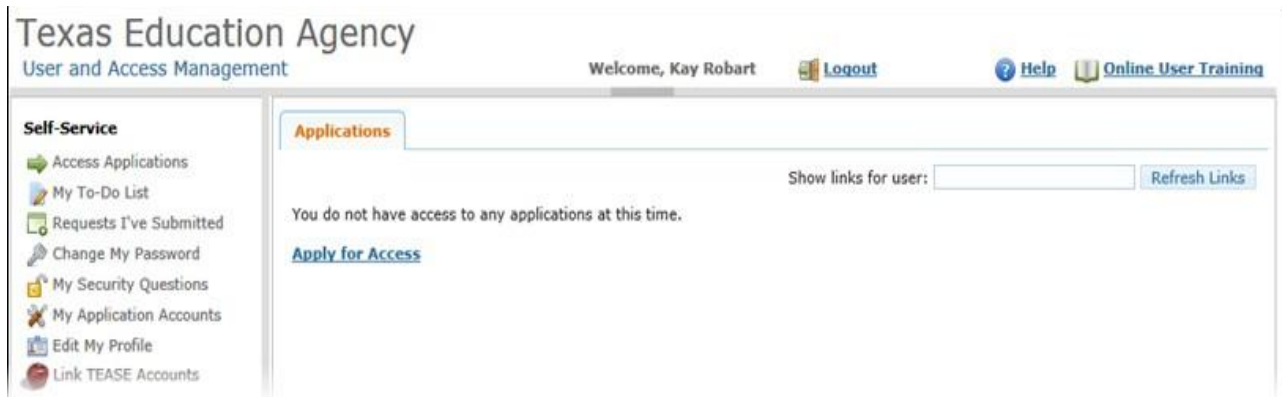 Texas Education Agency
User and Access Management
Welcome, Kay Robart
Logout
Help
Online User Training
Self-Service
Access Applications
My To-Do List
Requests I've Submitted
Change My Password
My Security Questions
My Application Accounts
Edit My Profile
Link TEASE Accounts
Applications
Show links for user:
Refresh Links
You do not have access to any applications at this time.
Apply for Access